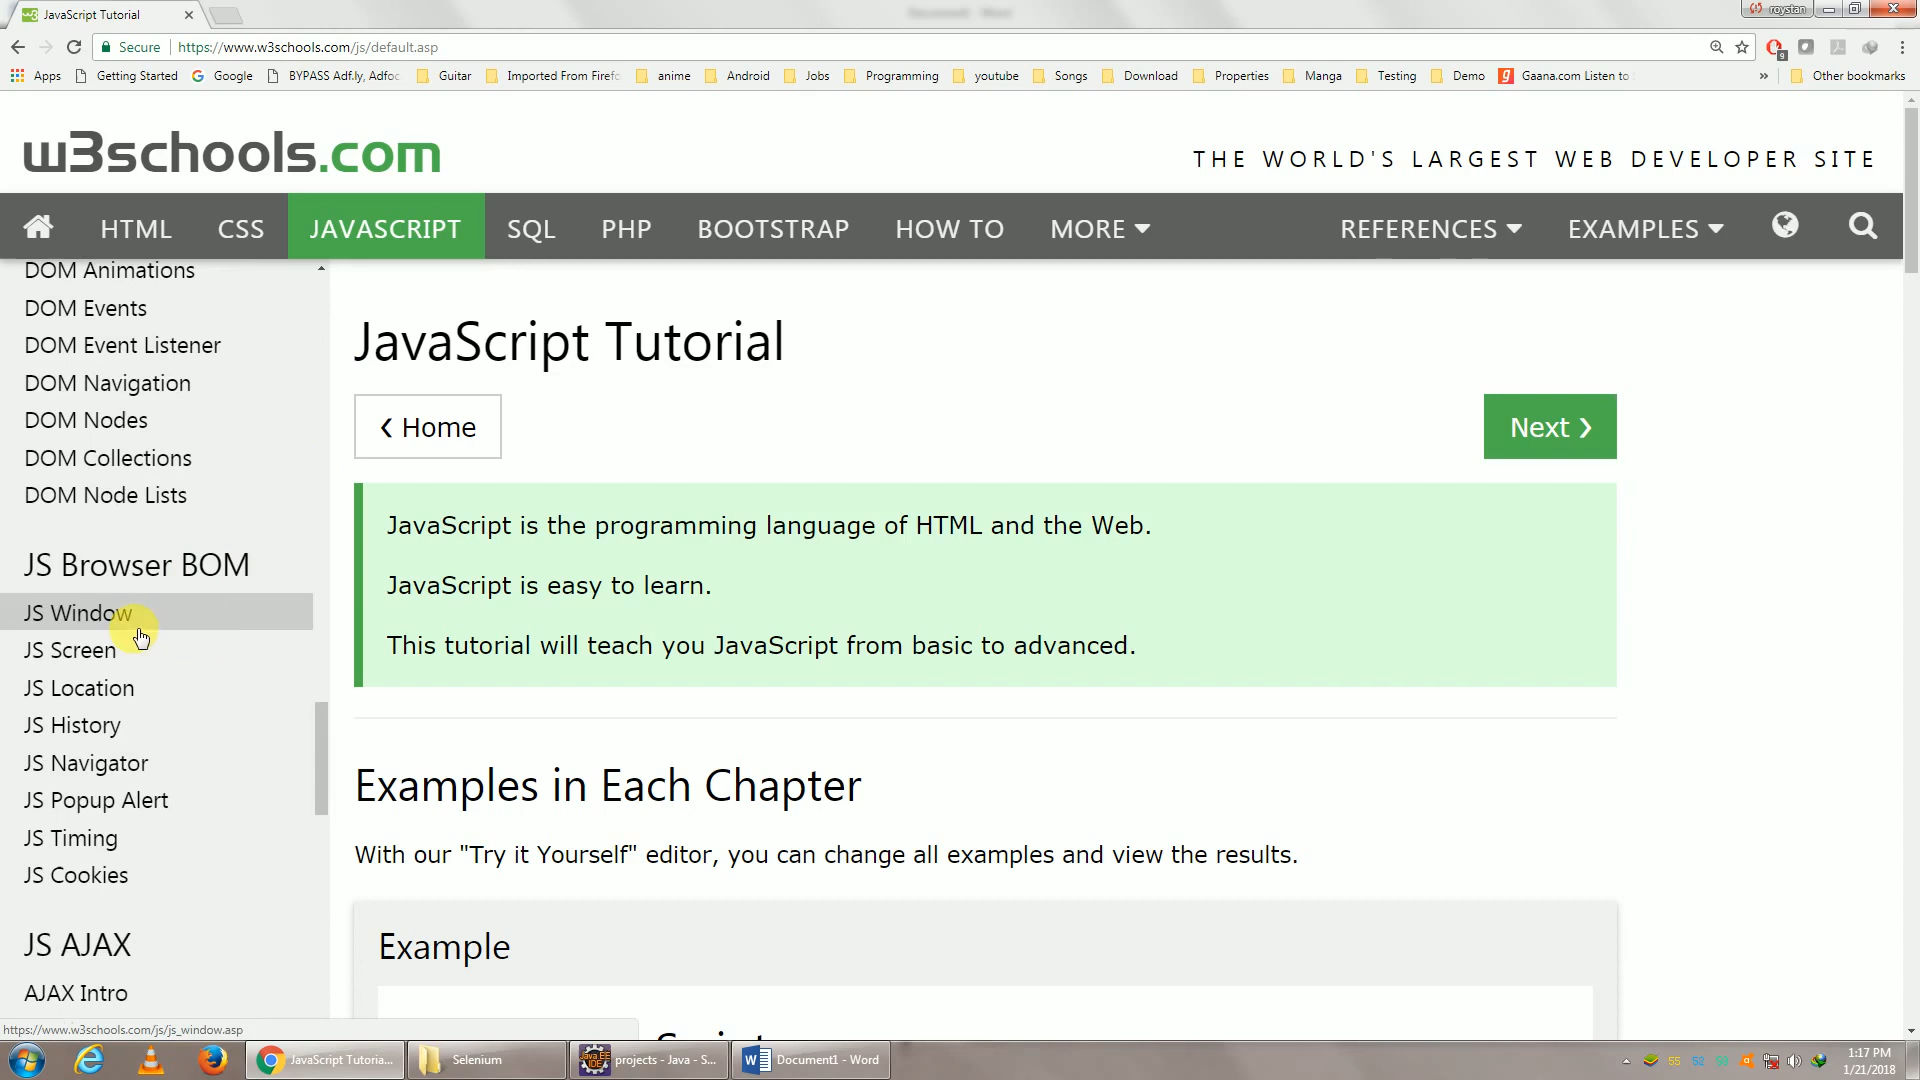 JavaScript Tutorial
Document1 - Word
roystan
Secure
https://www.w3schools.com/js/default.asp
Apps
Getting Started
Google
BYPASS Adf.ly, Adfoc
Guitar
Imported From Firefo
anime
Android
Jobs
Programming
youtube
Songs
Download
Properties
Manga
Testing
Demo
Gaana.com Listen to
»
Other bookmarks
w3schools.com
THE WORLD'S LARGEST WEB DEVELOPER SITE
HTML
CSS
JAVASCRIPT
SQL
PHP
BOOTSTRAP
HOW TO
MORE
REFERENCES
EXAMPLES
DOM Animations
DOM Events
DOM Event Listener
DOM Navigation
DOM Nodes
DOM Collections
DOM Node Lists
JS Browser BOM
JS Window
JS Screen
JS Location
JS History
JS Navigator
JS Popup Alert
JS Timing
JS Cookies
JS AJAX
AJAX Intro
JavaScript Tutorial
❮ Home
Next ❯
JavaScript is the programming language of HTML and the Web.
JavaScript is easy to learn.
This tutorial will teach you JavaScript from basic to advanced.
Examples in Each Chapter
With our "Try it Yourself" editor, you can change all examples and view the results.
Example
https://www.w3schools.com/js/js_window.asp
JavaScript Tutoria...
Selenium
projects - Java - S...
Document1 - Word
1:17 PM
1/21/2018